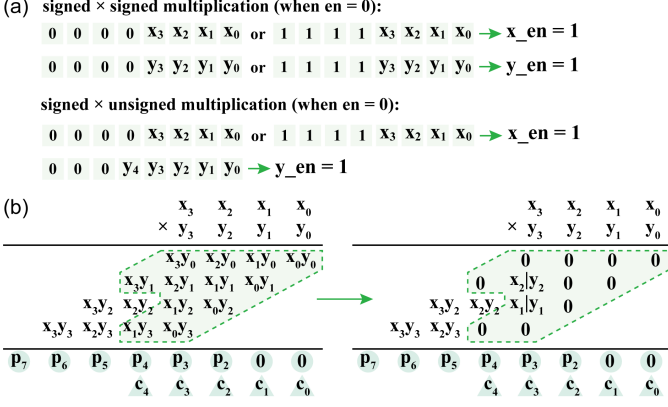 (a) signed × signed multiplication (when en = 0):
0 0 0 0 x₃ x₂ x₁ x₀ or 1 1 1 1 x₃ x₂ x₁ x₀ → x_en = 1
0 0 0 0 y₃ y₂ y₁ y₀ or 1 1 1 1 y₃ y₂ y₁ y₀ → y_en = 1
signed × unsigned multiplication (when en = 0):
0 0 0 0 x₃ x₂ x₁ x₀ or 1 1 1 1 x₃ x₂ x₁ x₀ → x_en = 1
0 0 0 y₄ y₃ y₂ y₁ y₀ → y_en = 1
(b) x₃ x₂ x₁ x₀ x₃ x₂ x₁ x₀
× y₃ y₂ y₁ y₀ × y₃ y₂ y₁ y₀
x₃y₀ x₂y₀ x₁y₀ x₀y₀ 0 0 0 0
x₃y₁ x₂y₁ x₁y₁ x₀y₁ 0 x₂|y₂ 0 0
x₃y₂ x₂y₂ x₁y₂ x₀y₂ → x₃y₂ x₂y₂ x₁|y₁ 0
x₃y₃ x₂y₃ x₁y₃ x₀y₃ x₃y₃ x₂y₃ 0 0
p₇ p₆ p₅ p₄ p₃ p₂ 0 0 p₇ p₆ p₅ p₄ p₃ p₂ 0 0
c₄ c₃ c₂ c₁ c₀ c₄ c₃ c₂ c₁ c₀